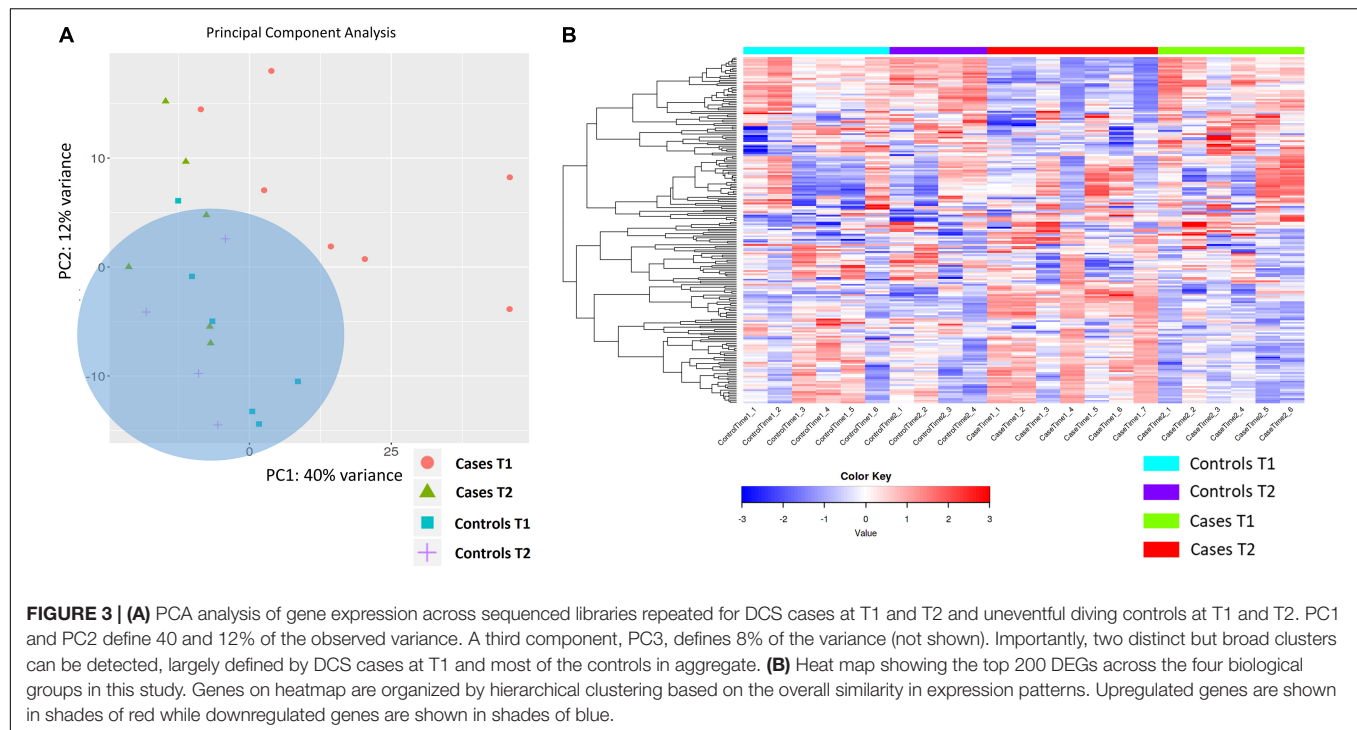 A
Principal Component Analysis
PC2: 12% variance
10
0
-10
0
25
PC1: 40% variance
Cases T1
Cases T2
Controls T1
Controls T2
B
ControlTime1_1
ControlTime1_2
ControlTime1_3
ControlTime1_4
ControlTime1_5
ControlTime1_6
ControlTime2_1
ControlTime2_2
ControlTime2_3
ControlTime2_4
CaseTime1_1
CaseTime1_2
CaseTime1_3
CaseTime1_4
CaseTime1_5
CaseTime1_6
CaseTime1_7
CaseTime2_1
CaseTime2_2
CaseTime2_3
CaseTime2_4
CaseTime2_5
CaseTime2_6
Color Key
-3
-2
-1
0
1
2
3
Value
Controls T1
Controls T2
Cases T1
Cases T2
FIGURE 3 | (A) PCA analysis of gene expression across sequenced libraries repeated for DCS cases at T1 and T2 and uneventful diving controls at T1 and T2. PC1
and PC2 define 40 and 12% of the observed variance. A third component, PC3, defines 8% of the variance (not shown). Importantly, two distinct but broad clusters
can be detected, largely defined by DCS cases at T1 and most of the controls in aggregate. (B) Heat map showing the top 200 DEGs across the four biological
groups in this study. Genes on heatmap are organized by hierarchical clustering based on the overall similarity in expression patterns. Upregulated genes are shown
in shades of red while downregulated genes are shown in shades of blue.